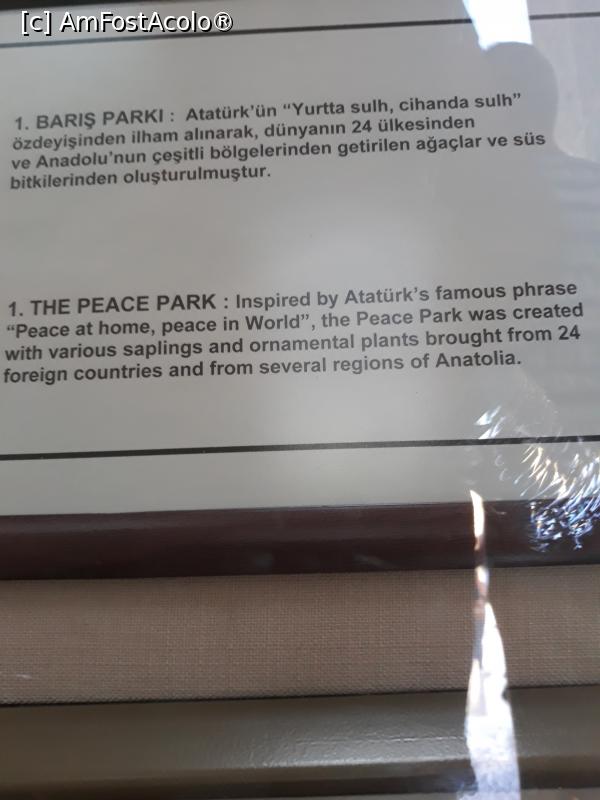 [c] AmFostAcolo®
1. BARIŞ PARKI : Atatürk'ün “Yurtta sulh, cihanda sulh”
özdeyişinden ilham alınarak, dünyanın 24 ülkesinden
ve Anadolu'nun çeşitli bölgelerinden getirilen ağaçlar ve süs
bitkilerinden oluşturulmuştur.
1. THE PEACE PARK : Inspired by Atatürk's famous phrase
“Peace at home, peace in World”, the Peace Park was created
with various saplings and ornamental plants brought from 24
foreign countries and from several regions of Anatolia.